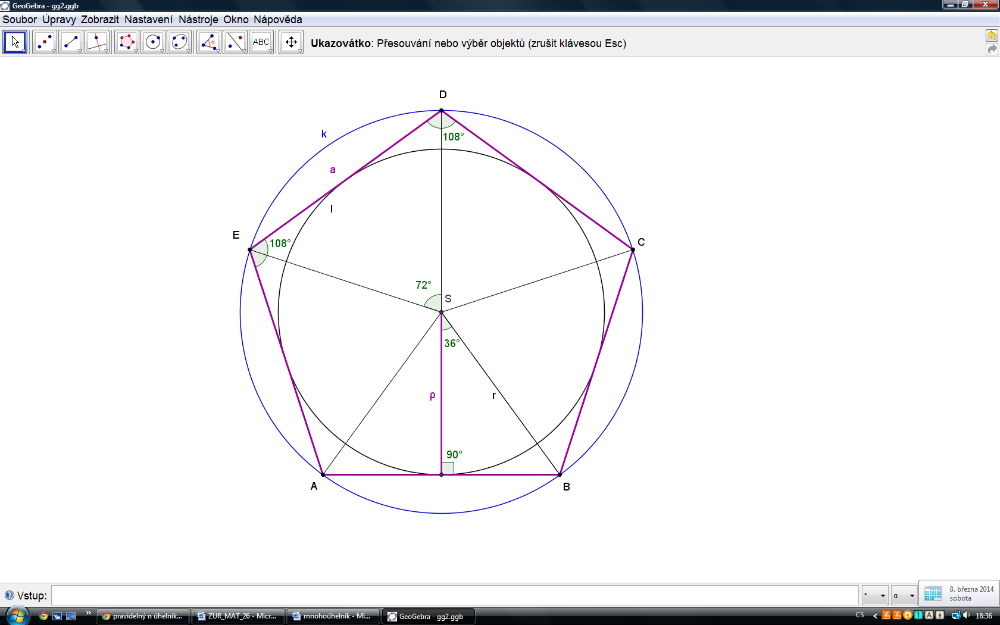 GeoGebra - gg2.ggb
Soubor Úpravy Zobrazit Nastavení Nástroje Okno Nápověda
ABC Ukazovátko: Přesouvání nebo výběr objektů (zrušit klávesou Esc)
D
k
108°
a
l
E
108°
C
72°
S
36°
ρ
r
90°
A
B
Vstup:
²
α
8. března 2014
sobota
pravidelný n úhelník...
ZUR_MAT_26 - Micr...
mnohoúhelník - Mi...
GeoGebra - gg2.ggb
CS
18:36